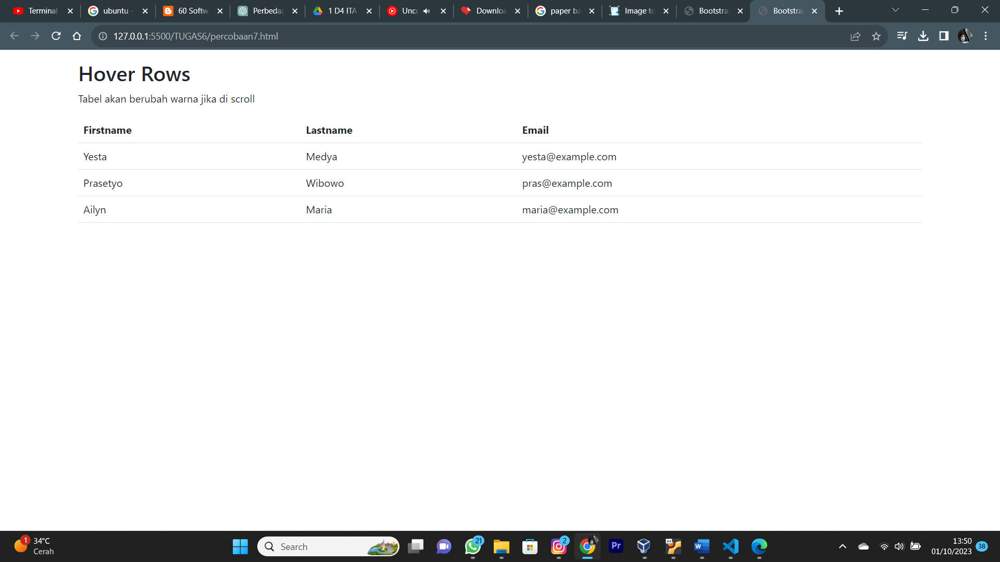 Terminal
ubuntu -
60 Softw
Perbedaa
1 D4 ITA
Unco
Downloa
paper ba
Image to
Bootstra
Bootstra
127.0.0.1:5500/TUGAS6/percobaan7.html
Hover Rows
Tabel akan berubah warna jika di scroll
Firstname Lastname Email
Yesta Medya yesta@example.com
Prasetyo Wibowo pras@example.com
Ailyn Maria maria@example.com
1
34°C
Cerah
Search
21
2
Pr
64
W
13:50
01/10/2023
38